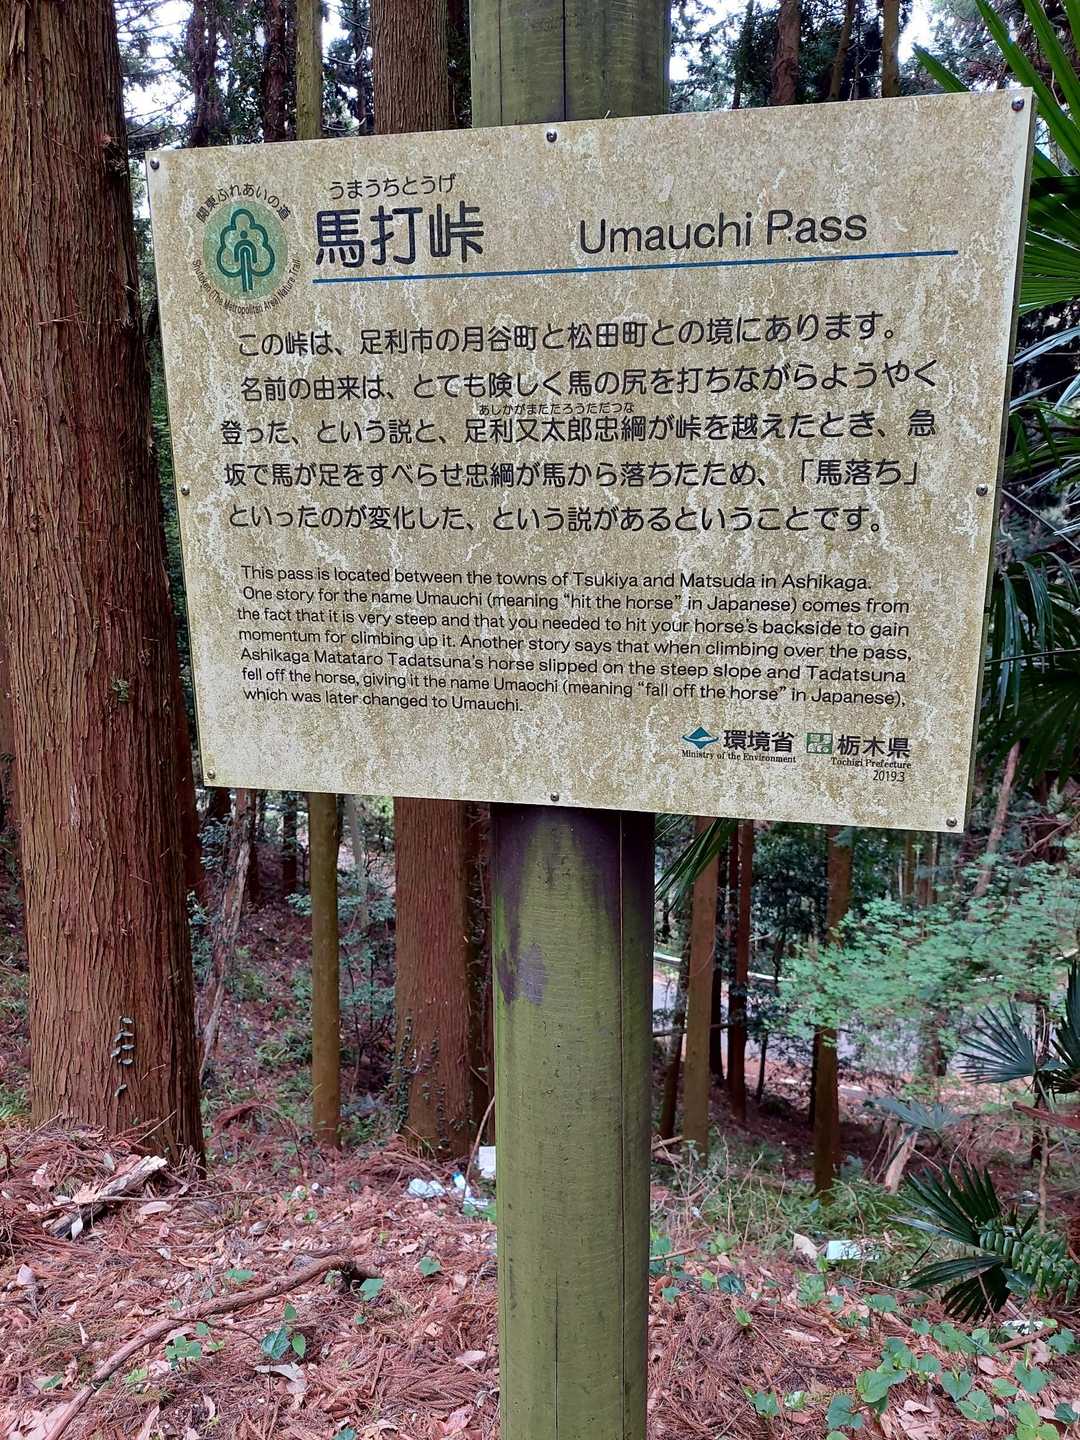 関東ふれあいの道
Shutoken (The Metropolitan Area) Nature Trail
うまうちとうげ
馬打峠 Umauchi Pass
この峠は、足利市の月谷町と松田町との境にあります。
名前の由来は、とても険しく馬の尻を打ちながらようやく
あしかがまたたろうただつな
登った、という説と、足利又太郎忠綱が峠を越えたとき、急
坂で馬が足をすべらせ忠綱が馬から落ちたため、「馬落ち」
といったのが変化した、という説があるということです。
This pass is located between the towns of Tsukiya and Matsuda in Ashikaga.
One story for the name Umauchi (meaning “hit the horse” in Japanese) comes from
the fact that it is very steep and that you needed to hit your horse's backside to gain
momentum for climbing up it. Another story says that when climbing over the pass,
Ashikaga Matataro Tadatsuna's horse slipped on the steep slope and Tadatsuna
fell off the horse, giving it the name Umaochi (meaning “fall off the horse” in Japanese),
which was later changed to Umauchi.
環境省 栃木県
Ministry of the Environment Tochigi Prefecture
2019.3